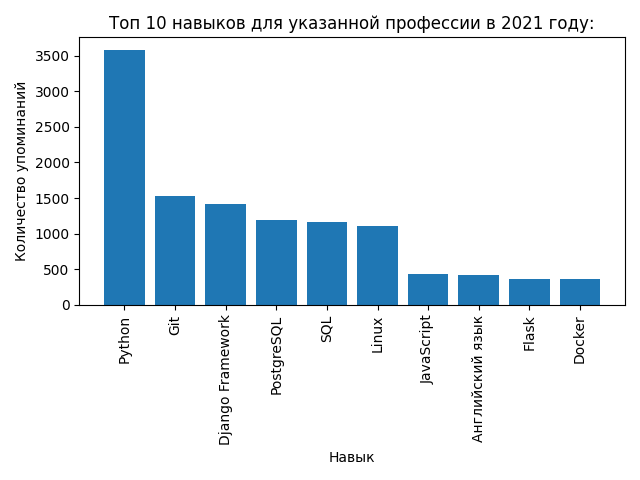 Топ 10 навыков для указанной профессии в 2021 году:
Количество упоминаний
3500
3000
2500
2000
1500
1000
500
0
Python
Git
Django Framework
PostgreSQL
SQL
Linux
JavaScript
Английский язык
Flask
Docker
Навык